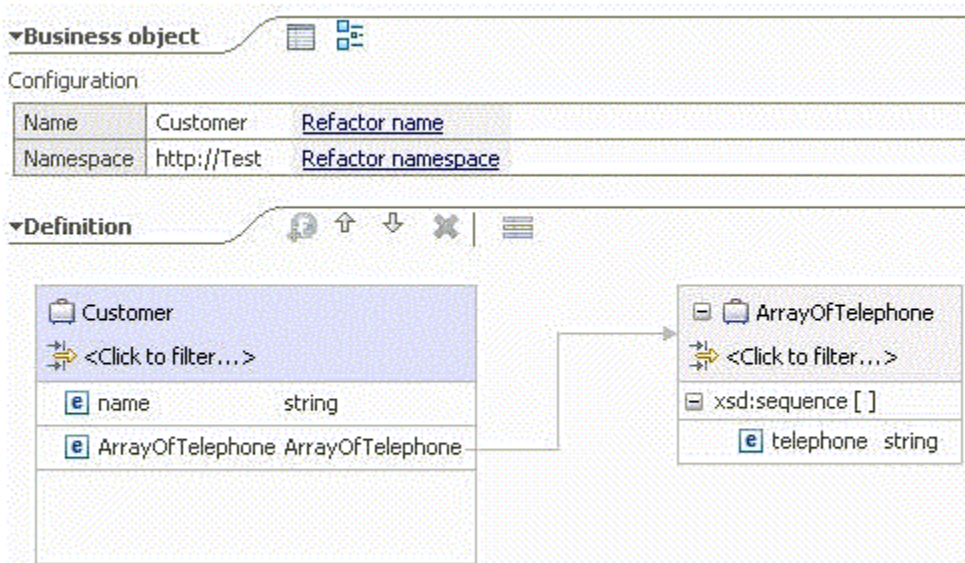 Business object
Configuration
Name Customer Refactor name
Namespace http://Test Refactor namespace
Definition
Customer
<Click to filter...>
name string
ArrayOfTelephone ArrayOfTelephone
ArrayOfTelephone
<Click to filter...>
xsd:sequence [ ]
e telephone string